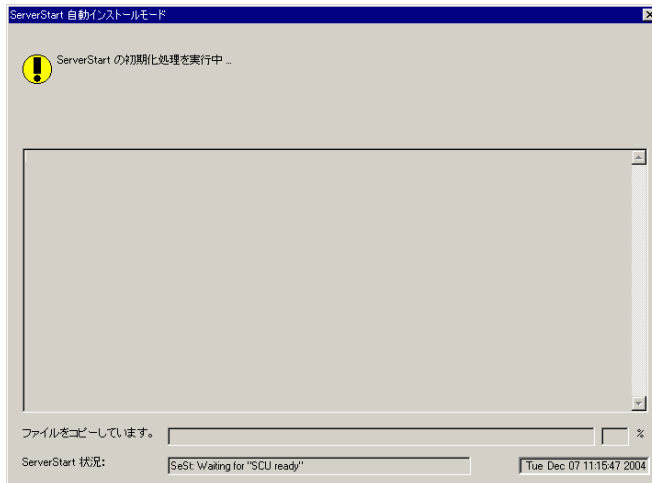 ServerStart 自動インストールモード
ServerStart の初期化処理を実行中 ...
ファイルをコピーしています。 %
ServerStart 状況: SeSt: Waiting for "SCU ready" Tue Dec 07 11:15:47 2004